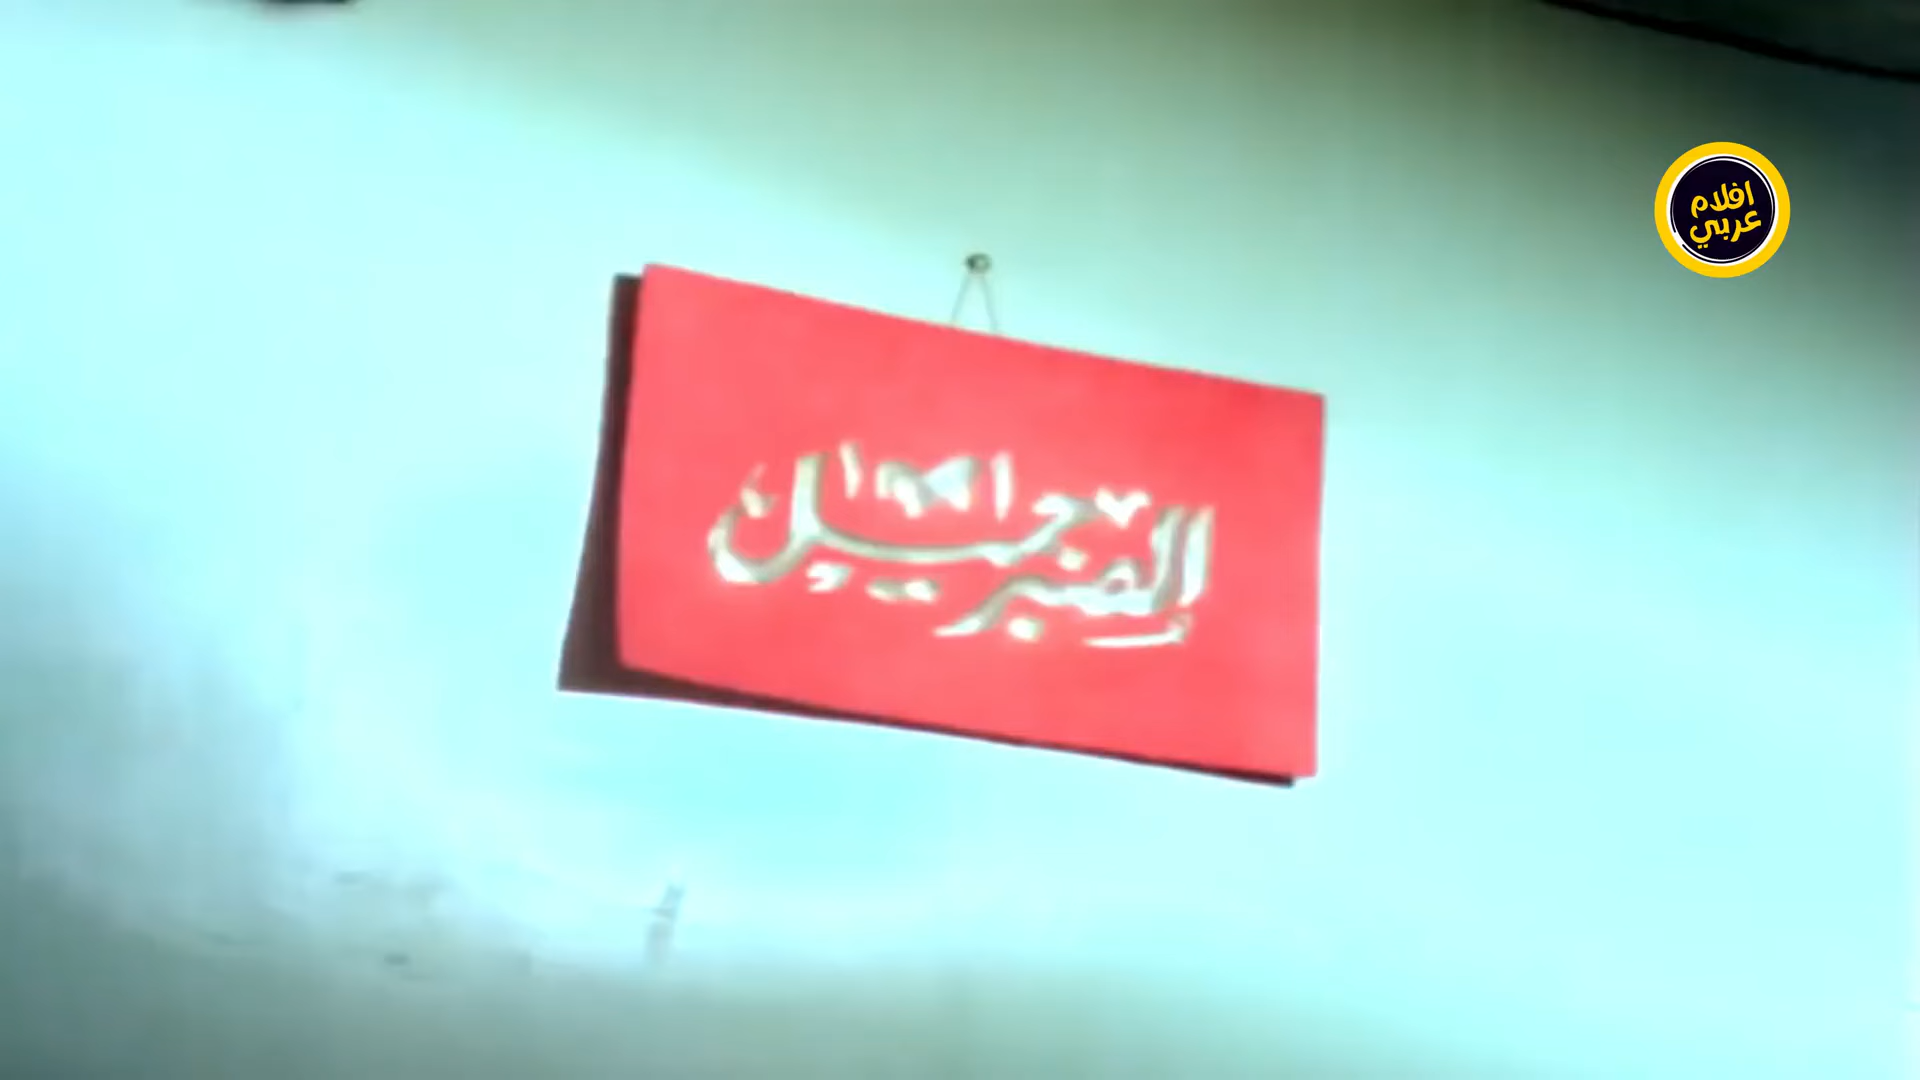 الصبر جميل
افلام
عربي